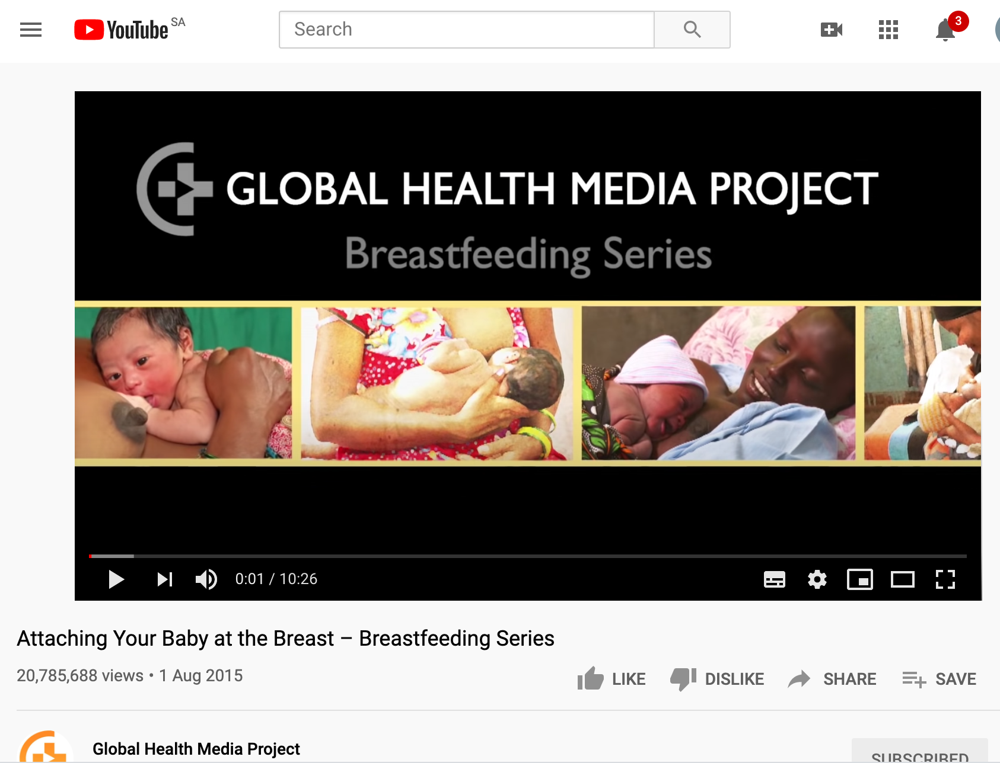 YouTube SA
Search
3
GLOBAL HEALTH MEDIA PROJECT
Breastfeeding Series
0:01 / 10:26
Attaching Your Baby at the Breast – Breastfeeding Series
20,785,688 views • 1 Aug 2015
LIKE DISLIKE SHARE SAVE
Global Health Media Project
SUBSCRIBED